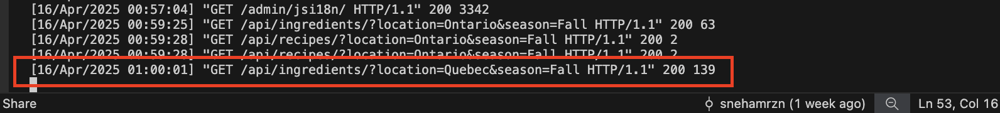 [16/Apr/2025 00:57:04] "GET /admin/jsi18n/ HTTP/1.1" 200 3342
[16/Apr/2025 00:59:25] "GET /api/ingredients/?location=Ontario&season=Fall HTTP/1.1" 200 63
[16/Apr/2025 00:59:28] "GET /api/recipes/?location=Ontario&season=Fall HTTP/1.1" 200 2
[16/Apr/2025 00:59:28] "GET /api/recipes/?location=Ontario&season=Fall HTTP/1.1" 200 2
[16/Apr/2025 01:00:01] "GET /api/ingredients/?location=Quebec&season=Fall HTTP/1.1" 200 139
Share snehamrzn (1 week ago) Ln 53, Col 16